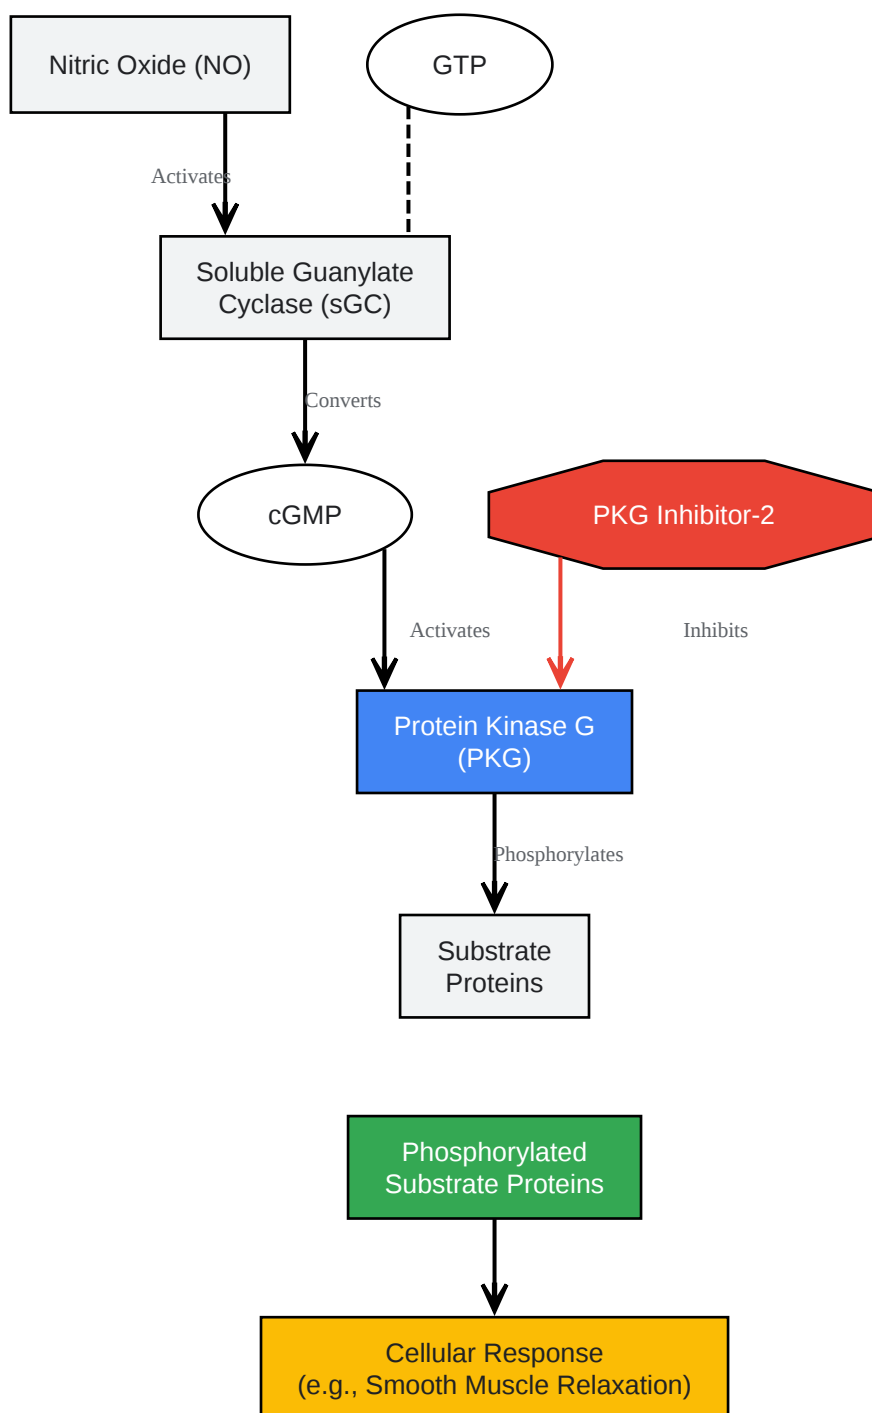 Nitric Oxide (NO)
GTP
Activates
Soluble Guanylate
Cyclase (sGC)
Converts
cGMP
PKG Inhibitor-2
Activates
Inhibits
Protein Kinase G
(PKG)
Phosphorylates
Substrate
Proteins
Phosphorylated
Substrate Proteins
Cellular Response
(e.g., Smooth Muscle Relaxation)